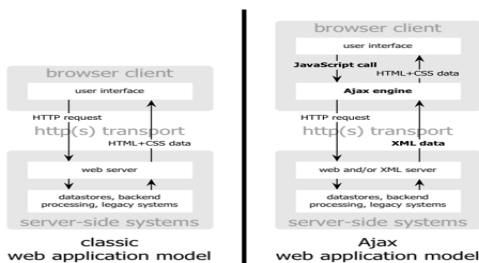 browser client
user interface
HTTP request
http(s) transport
HTML+CSS data
web server
datastores, backend
processing, legacy systems
server-side systems
classic
web application model
browser client
user interface
JavaScript call
HTML+CSS data
Ajax engine
HTTP request
http(s) transport
XML data
web and/or XML server
datastores, backend
processing, legacy systems
server-side systems
Ajax
web application model